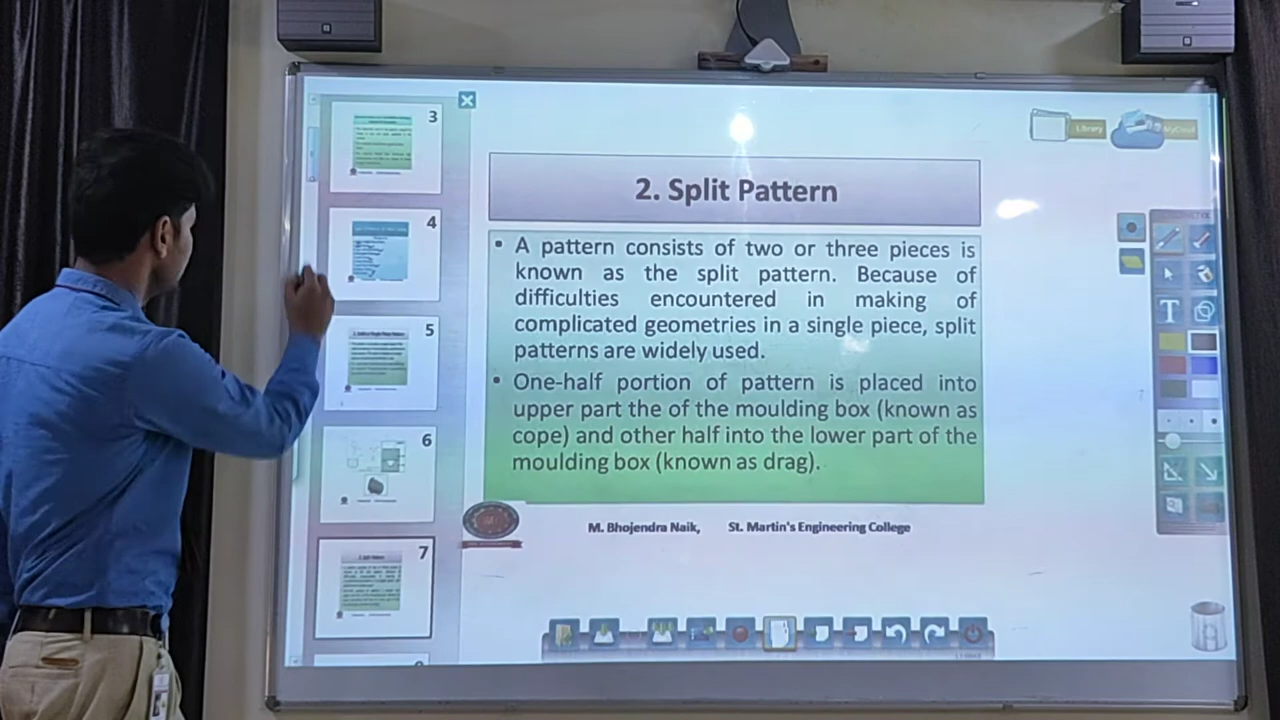 3
4
5
6
7
Library
MyCloud
2. Split Pattern
• A pattern consists of two or three pieces is
known as the split pattern. Because of
difficulties encountered in making of
complicated geometries in a single piece, split
patterns are widely used.
• One-half portion of pattern is placed into
upper part the of the moulding box (known as
cope) and other half into the lower part of the
moulding box (known as drag).
M. Bhojendra Naik, St. Martin's Engineering College
T